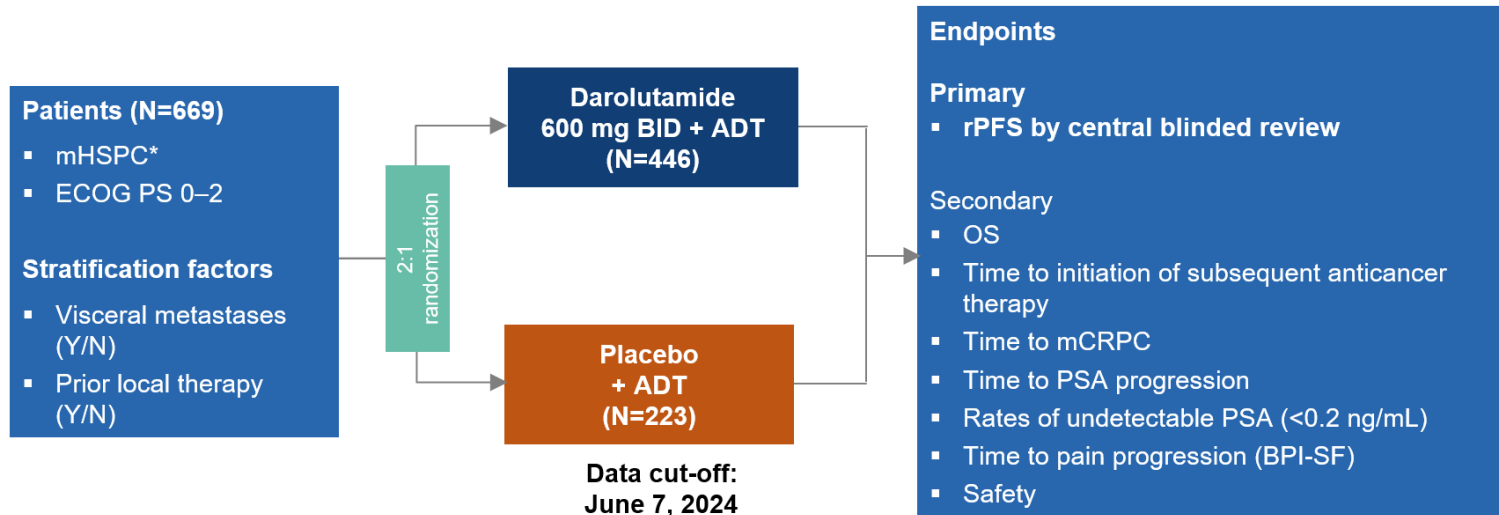 Patients (N=669)
▪ mHSPC*
▪ ECOG PS 0–2
Stratification factors
▪ Visceral metastases
(Y/N)
▪ Prior local therapy
(Y/N)
2:1
randomization
Darolutamide
600 mg BID + ADT
(N=446)
Placebo
+ ADT
(N=223)
Data cut-off:
June 7, 2024
Endpoints
Primary
▪ rPFS by central blinded review
Secondary
▪ OS
▪ Time to initiation of subsequent anticancer
therapy
▪ Time to mCRPC
▪ Time to PSA progression
▪ Rates of undetectable PSA (<0.2 ng/mL)
▪ Time to pain progression (BPI-SF)
▪ Safety